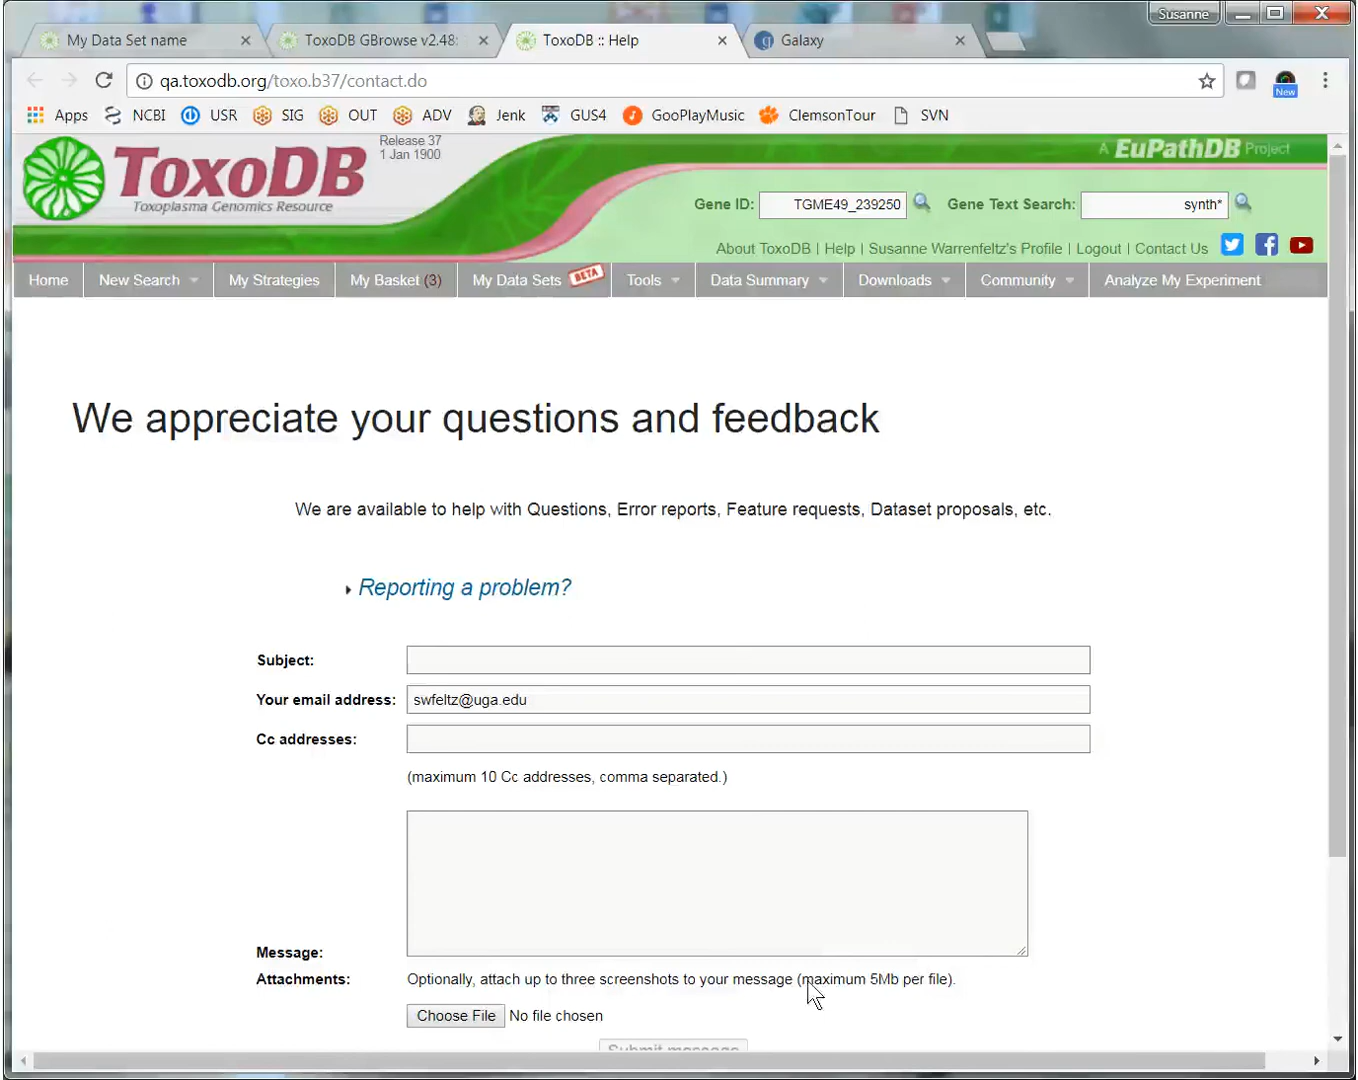 Susanne
My Data Set name
ToxoDB GBrowse v2.48:
ToxoDB :: Help
Galaxy
qa.toxodb.org/toxo.b37/contact.do
New
Apps NCBI USR SIG OUT ADV Jenk GUS4 GooPlayMusic ClemsonTour SVN
Release 37
1 Jan 1900
ToxoDB
Toxoplasma Genomics Resource
A EuPathDB Project
Gene ID: TGME49_239250 Gene Text Search: synth*
About ToxoDB | Help | Susanne Warrenfeltz's Profile | Logout | Contact Us
Home New Search My Strategies My Basket (3) My Data Sets BETA Tools Data Summary Downloads Community Analyze My Experiment
We appreciate your questions and feedback
We are available to help with Questions, Error reports, Feature requests, Dataset proposals, etc.
Reporting a problem?
Subject:
Your email address: swfeltz@uga.edu
Cc addresses:
(maximum 10 Cc addresses, comma separated.)
Message:
Attachments: Optionally, attach up to three screenshots to your message (maximum 5Mb per file).
Choose File No file chosen
Submit message